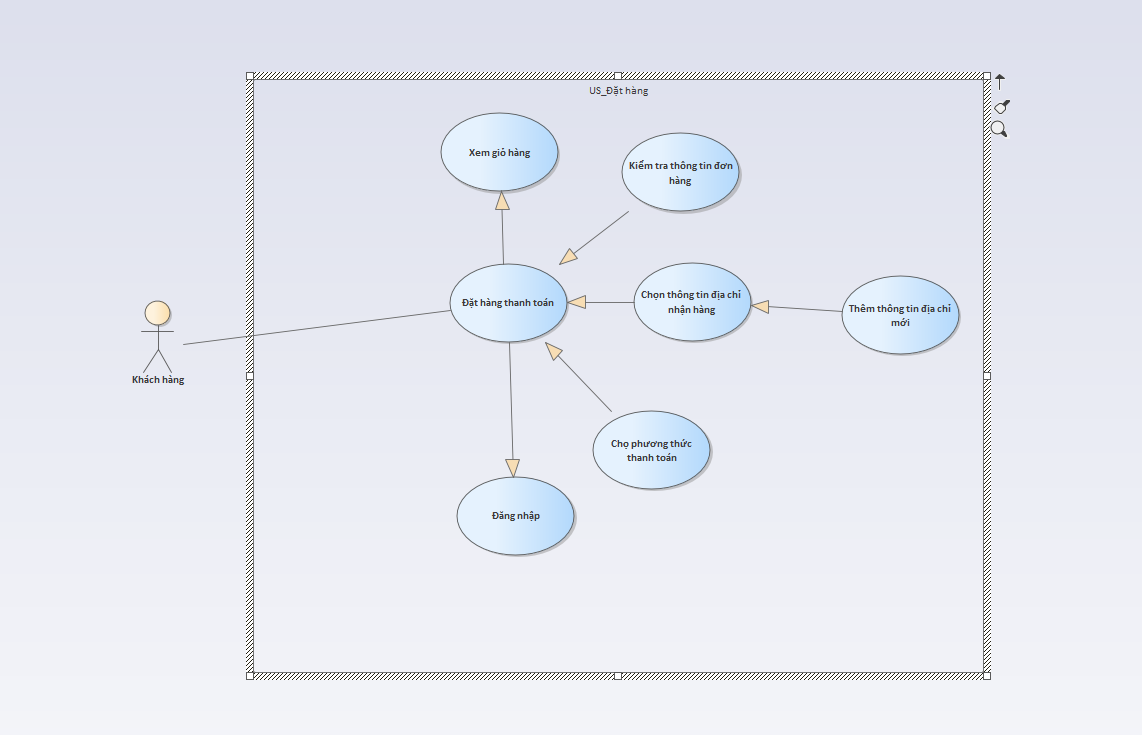 US_Đặt hàng
Xem giỏ hàng
Kiểm tra thông tin đơn
hàng
Đặt hàng thanh toán
Chọn thông tin địa chỉ
nhận hàng
Thêm thông tin địa chỉ
mới
Khách hàng
Chọ phương thức
thanh toán
Đăng nhập